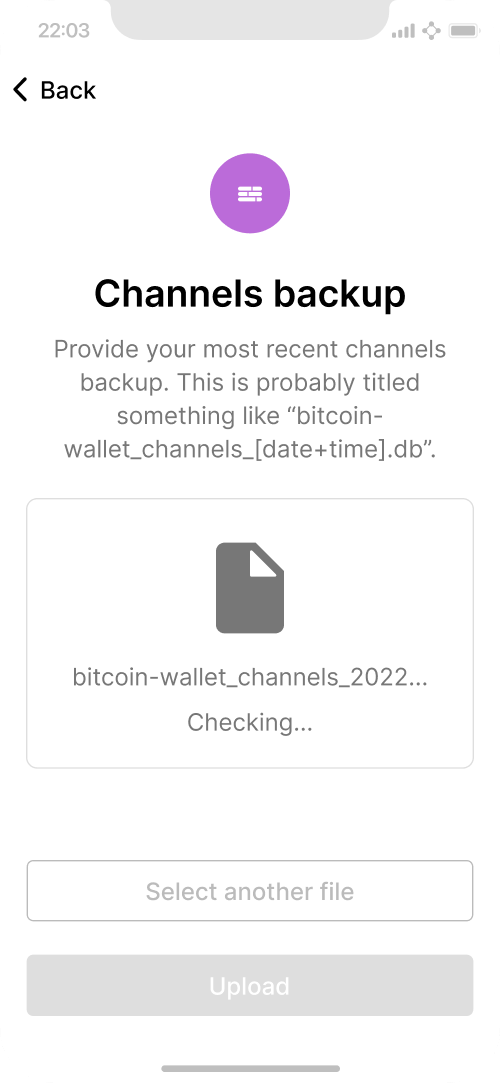 22:03
Back
Channels backup
Provide your most recent channels
backup. This is probably titled
something like “bitcoin-
wallet_channels_[date+time].db”.
bitcoin-wallet_channels_2022...
Checking...
Select another file
Upload